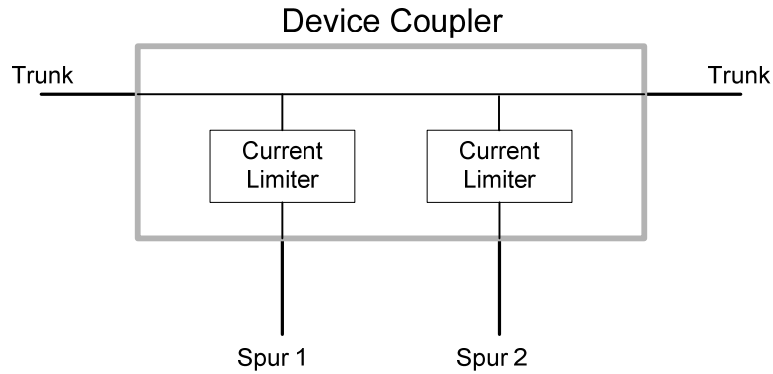 Device Coupler
Trunk
Trunk
Current
Limiter
Current
Limiter
Spur 1
Spur 2